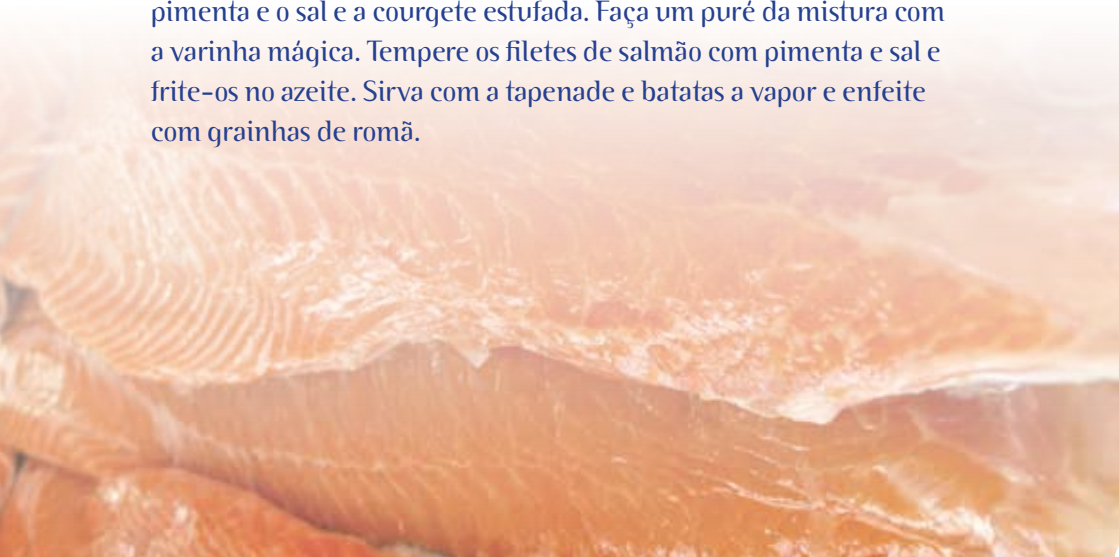 pimenta e o sal e a courgete estufada. Faça um puré da mistura com
a varinha mágica. Tempere os filetes de salmão com pimenta e sal e
frite-os no azeite. Sirva com a tapenade e batatas a vapor e enfeite
com grainhas de romã.